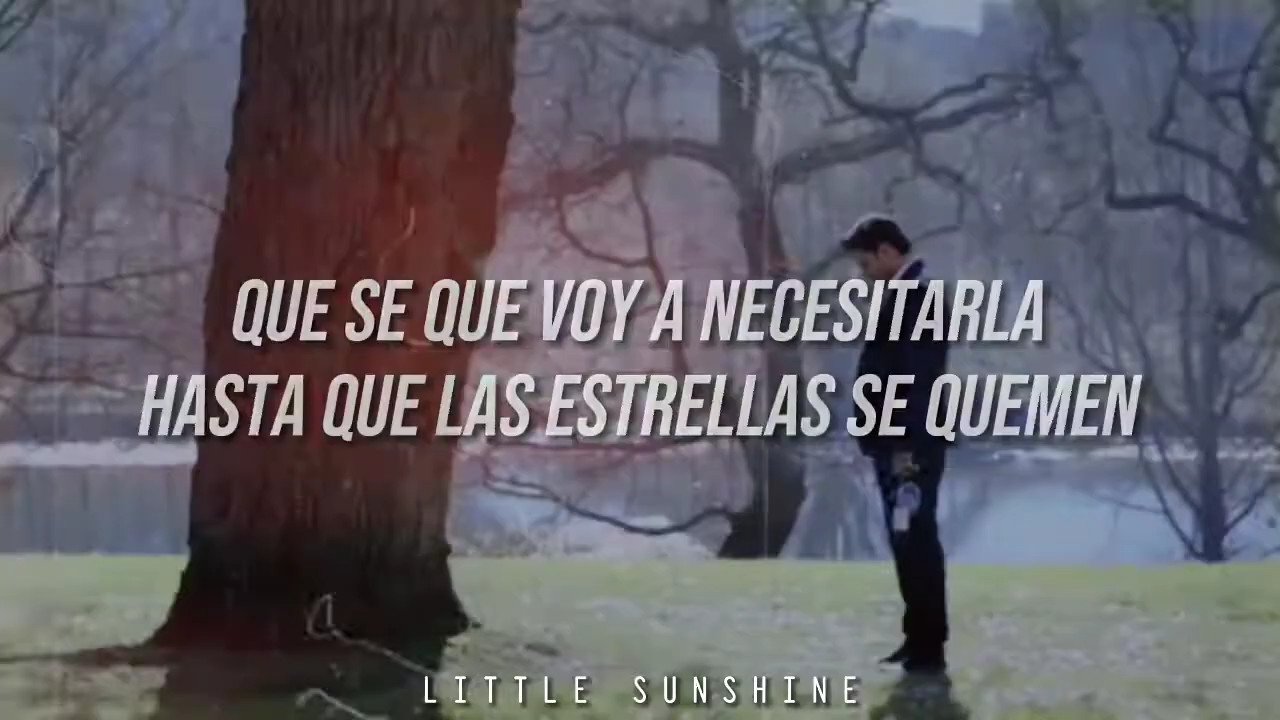 QUE SE QUE VOY A NECESITARLA
HASTA QUE LAS ESTRELLAS SE QUEMEN
LITTLE SUNSHINE